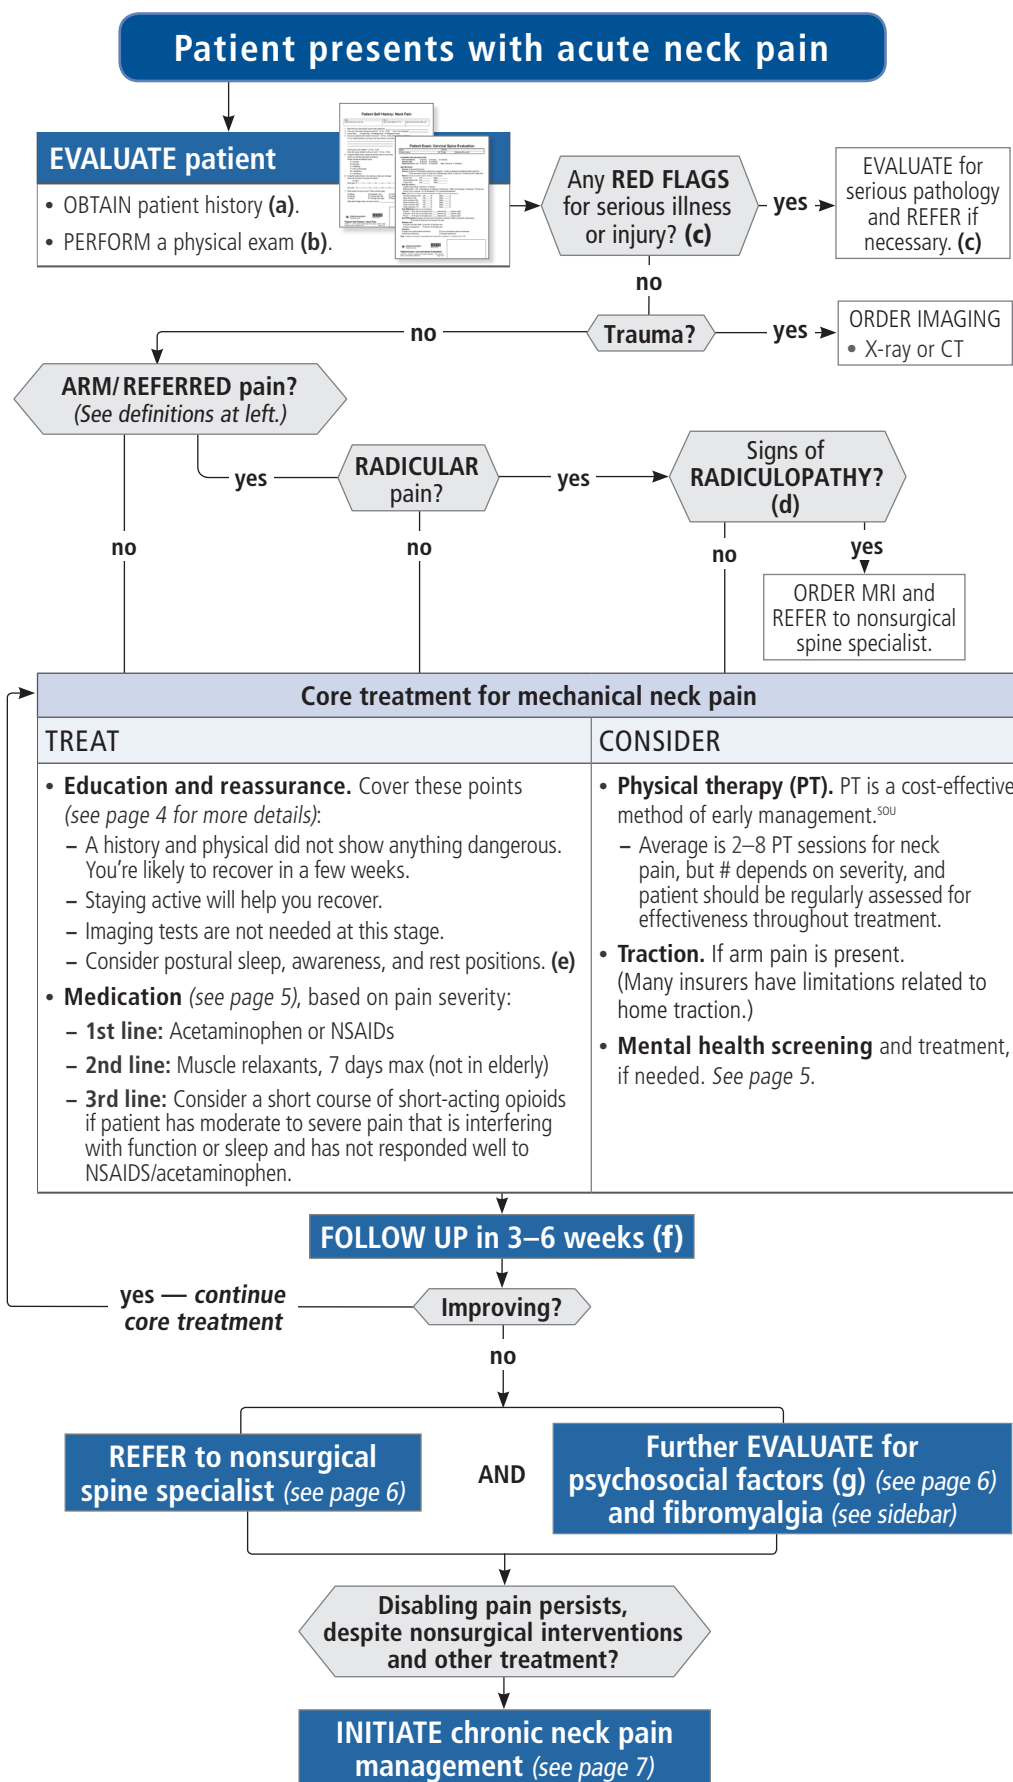 Patient presents with acute neck pain
EVALUATE patient
• OBTAIN patient history (a).
• PERFORM a physical exam (b).
Patient Self History: Neck Pain
Patient Exam: Cervical Spine Evaluation
Any RED FLAGS
for serious illness
or injury? (c)
yes
EVALUATE for
serious pathology
and REFER if
necessary. (c)
no
Trauma?
yes
ORDER IMAGING
• X-ray or CT
no
ARM/REFERRED pain?
(See definitions at left.)
yes
RADICULAR
pain?
yes
Signs of
RADICULOPATHY?
(d)
no
no
no
yes
ORDER MRI and
REFER to nonsurgical
spine specialist.
Core treatment for mechanical neck pain
TREAT
• Education and reassurance. Cover these points
(see page 4 for more details):
– A history and physical did not show anything dangerous.
You're likely to recover in a few weeks.
– Staying active will help you recover.
– Imaging tests are not needed at this stage.
– Consider postural sleep, awareness, and rest positions. (e)
• Medication (see page 5), based on pain severity:
– 1st line: Acetaminophen or NSAIDs
– 2nd line: Muscle relaxants, 7 days max (not in elderly)
– 3rd line: Consider a short course of short-acting opioids
if patient has moderate to severe pain that is interfering
with function or sleep and has not responded well to
NSAIDS/acetaminophen.
CONSIDER
• Physical therapy (PT). PT is a cost-effective
method of early management.SOU
– Average is 2–8 PT sessions for neck
pain, but # depends on severity, and
patient should be regularly assessed for
effectiveness throughout treatment.
• Traction. If arm pain is present.
(Many insurers have limitations related to
home traction.)
• Mental health screening and treatment,
if needed. See page 5.
FOLLOW UP in 3–6 weeks (f)
Improving?
yes — continue
core treatment
no
REFER to nonsurgical
spine specialist (see page 6)
AND
Further EVALUATE for
psychosocial factors (g) (see page 6)
and fibromyalgia (see sidebar)
Disabling pain persists,
despite nonsurgical interventions
and other treatment?
INITIATE chronic neck pain
management (see page 7)